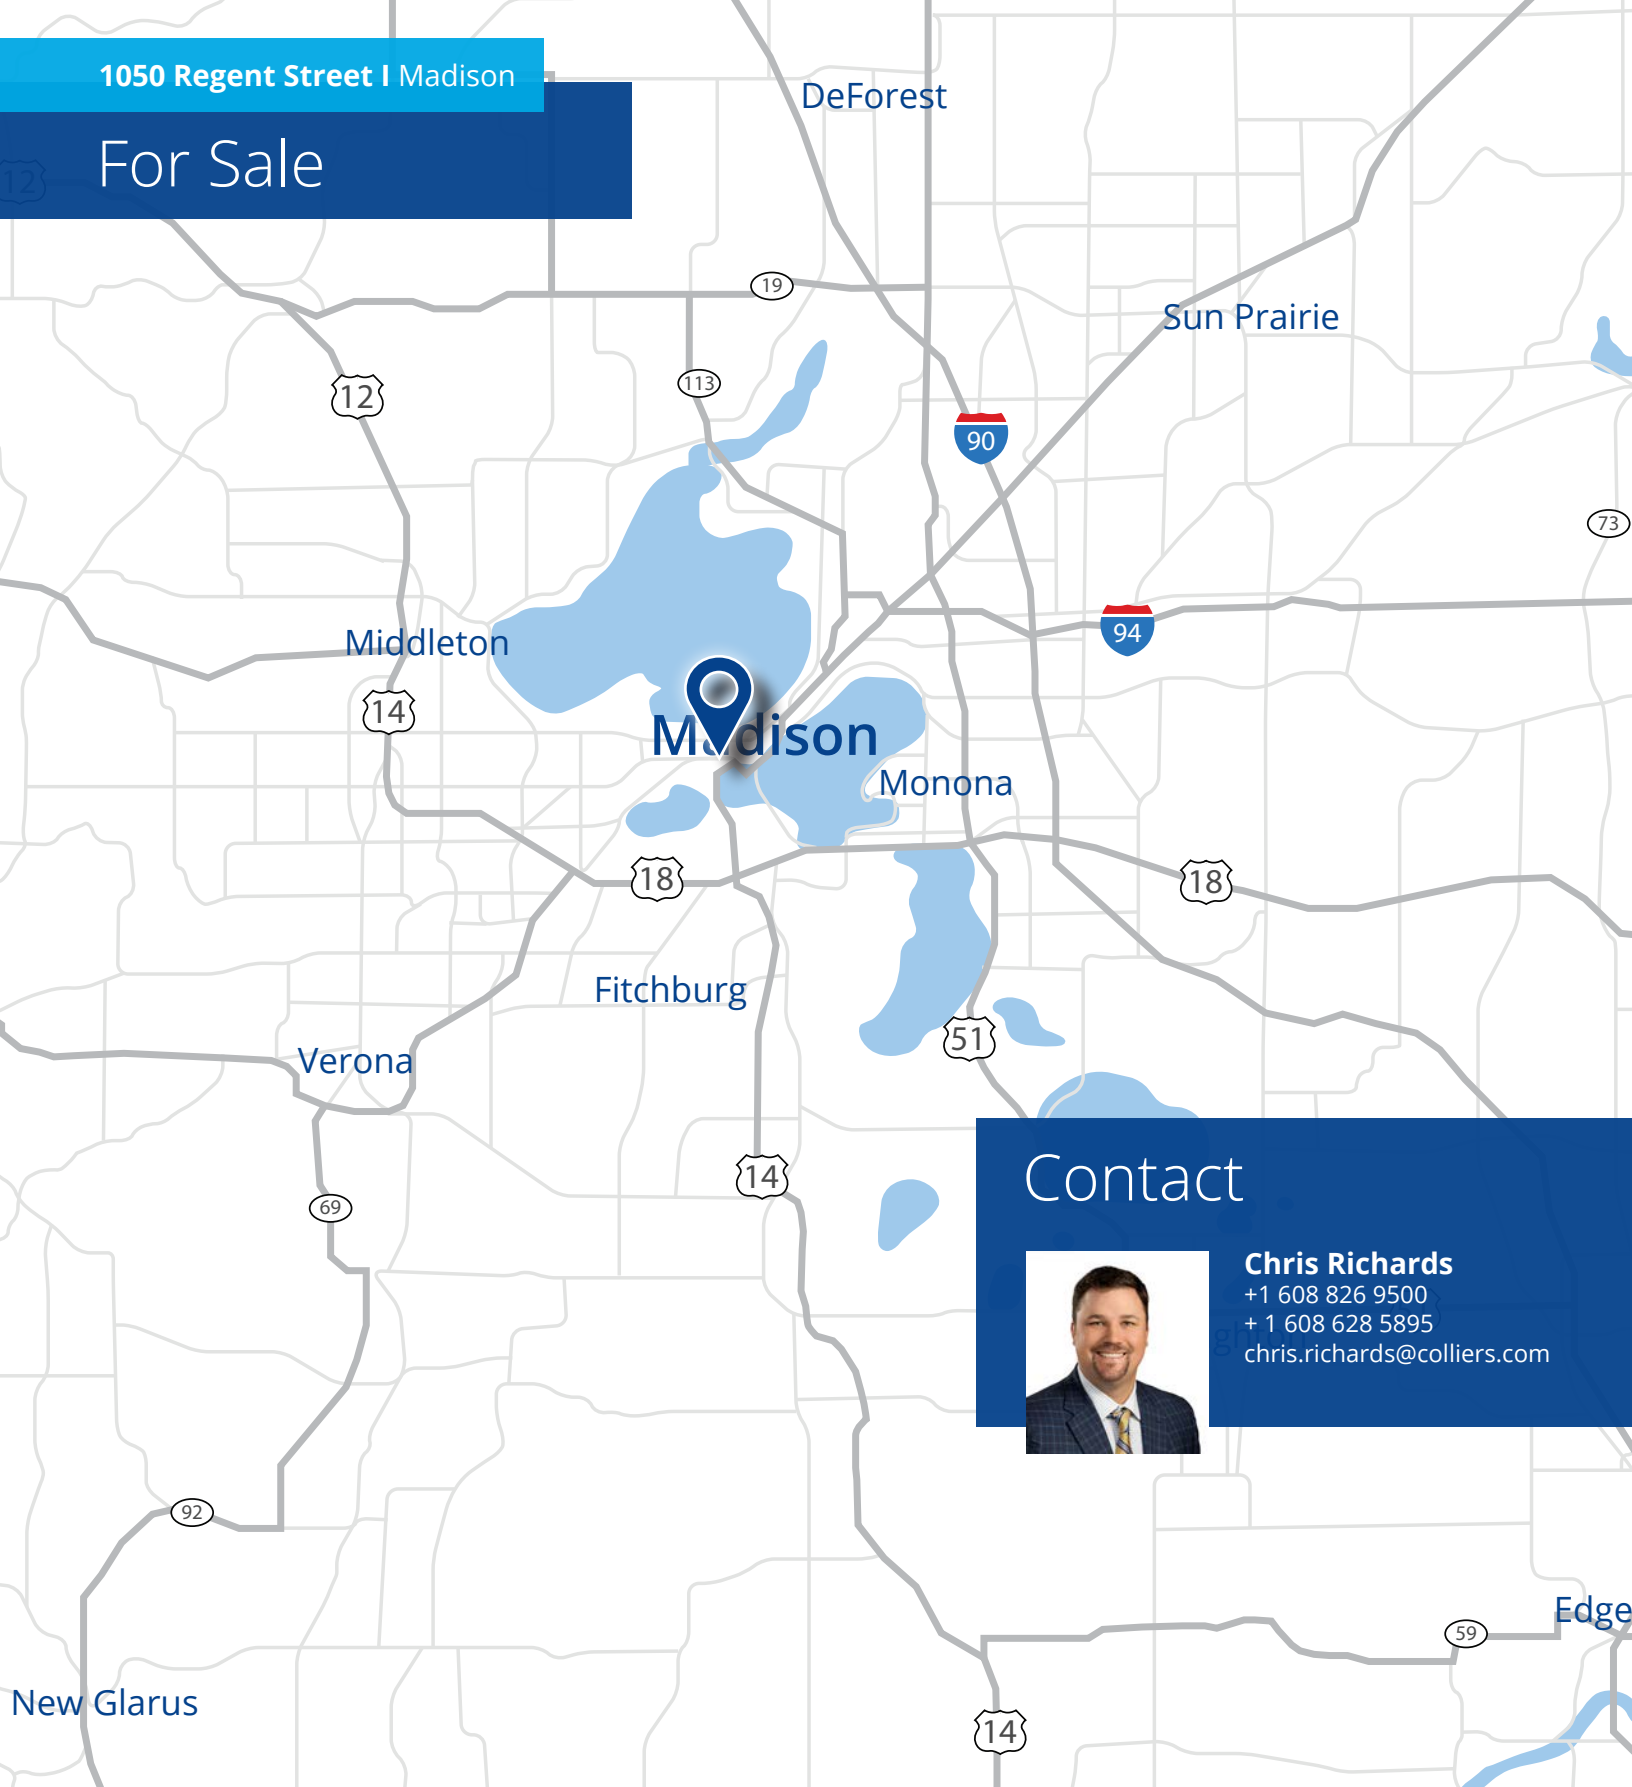 1050 Regent Street I Madison
For Sale
12
DeForest
19
Sun Prairie
12
113
90
73
94
Middleton
14
Madison
Monona
18
18
Fitchburg
51
Verona
14
69
Contact
Chris Richards
+1 608 826 9500
+ 1 608 628 5895
ghton
chris.richards@colliers.com
92
Edge
59
New Glarus
14